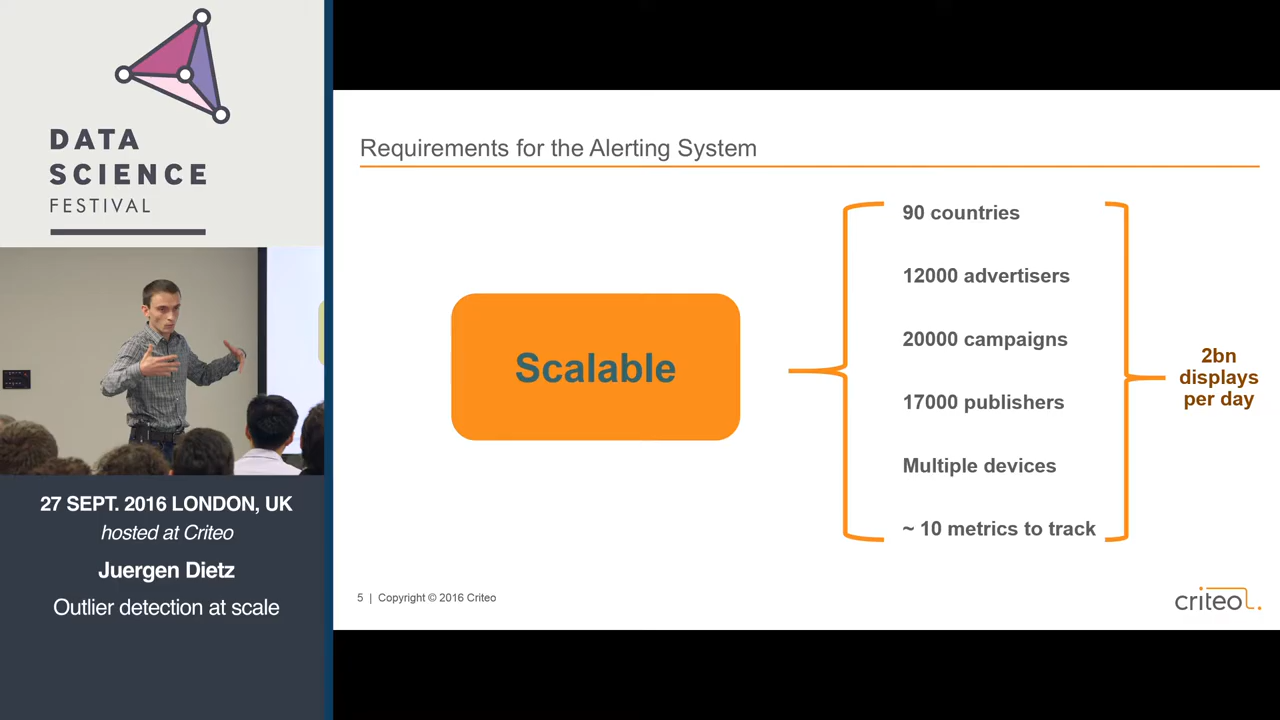 DATA
SCIENCE
FESTIVAL
27 SEPT. 2016 LONDON, UK
hosted at Criteo
Juergen Dietz
Outlier detection at scale
Requirements for the Alerting System
Scalable
90 countries
12000 advertisers
20000 campaigns
17000 publishers
Multiple devices
~ 10 metrics to track
2bn
displays
per day
5 | Copyright © 2016 Criteo
criteo